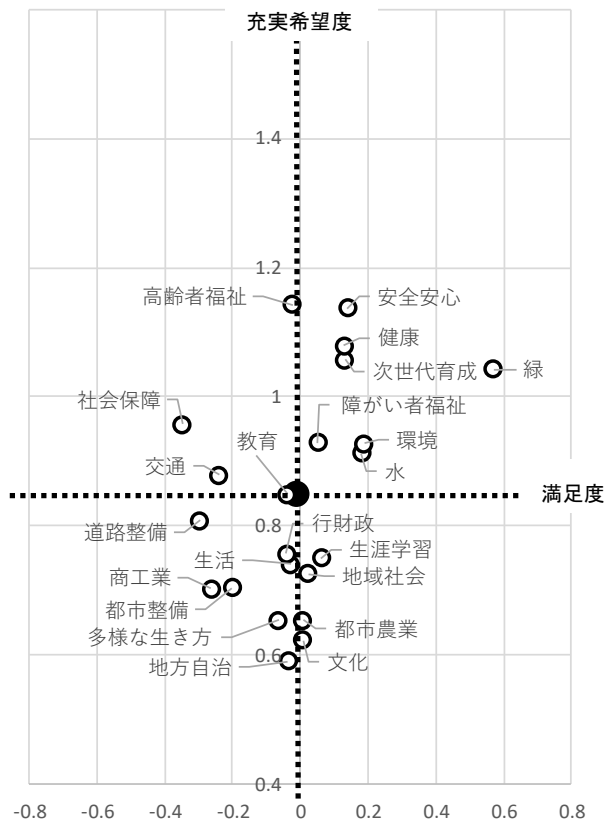 充実希望度
1.4
1.2
高齢者福祉
安全安心
健康
次世代育成
緑
1
社会保障
障がい者福祉
教育
環境
交通
水
満足度
0.8
道路整備
行財政
生活
生涯学習
商工業
地域社会
都市整備
多様な生き方
都市農業
0.6
地方自治
文化
0.4
-0.8 -0.6 -0.4 -0.2 0 0.2 0.4 0.6 0.8